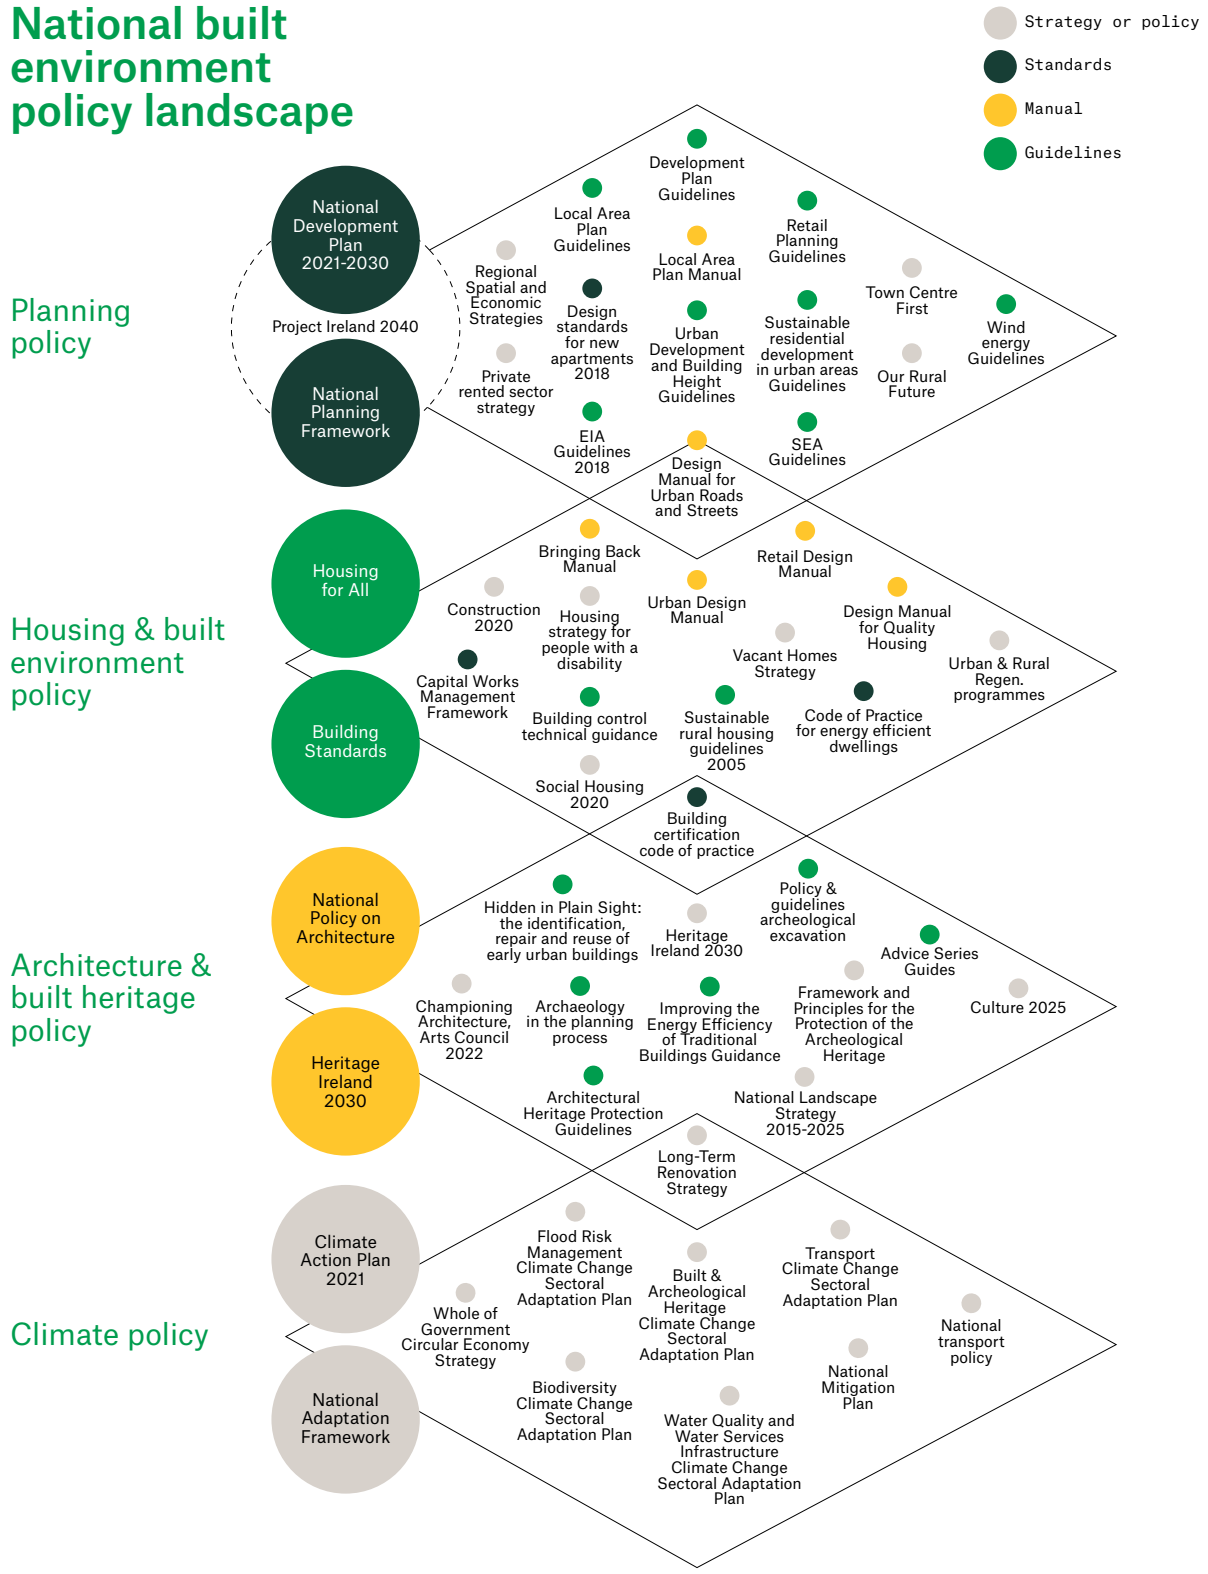 National built
environment
policy landscape
Strategy or policy
Standards
Manual
Guidelines
Planning
policy
National
Development
Plan
2021-2030
Project Ireland 2040
National
Planning
Framework
Development
Plan
Guidelines
Local Area
Plan
Guidelines
Retail
Planning
Guidelines
Local Area
Plan Manual
Regional
Spatial and
Economic
Strategies
Town Centre
First
Design
standards
for new
apartments
2018
Urban
Development
and Building
Height
Guidelines
Sustainable
residential
development
in urban areas
Guidelines
Wind
energy
Guidelines
Private
rented sector
strategy
Our Rural
Future
EIA
Guidelines
2018
SEA
Guidelines
Design
Manual for
Urban Roads
and Streets
Housing & built
environment
policy
Housing
for All
Building
Standards
Bringing Back
Manual
Retail Design
Manual
Construction
2020
Housing
strategy for
people with a
disability
Urban Design
Manual
Design Manual
for Quality
Housing
Vacant Homes
Strategy
Urban & Rural
Regen.
programmes
Capital Works
Management
Framework
Building control
technical guidance
Sustainable
rural housing
guidelines
2005
Code of Practice
for energy efficient
dwellings
Social Housing
2020
Building
certification
code of practice
Architecture &
built heritage
policy
National
Policy on
Architecture
Heritage
Ireland
2030
Hidden in Plain Sight:
the identification,
repair and reuse of
early urban buildings
Heritage
Ireland 2030
Policy &
guidelines
archeological
excavation
Advice Series
Guides
Championing
Architecture,
Arts Council
2022
Archaeology
in the planning
process
Improving the
Energy Efficiency
of Traditional
Buildings Guidance
Framework and
Principles for the
Protection of the
Archeological
Heritage
Culture 2025
Architectural
Heritage Protection
Guidelines
National Landscape
Strategy
2015-2025
Long-Term
Renovation
Strategy
Climate policy
Climate
Action Plan
2021
National
Adaptation
Framework
Flood Risk
Management
Climate Change
Sectoral
Adaptation Plan
Built &
Archeological
Heritage
Climate Change
Sectoral
Adaptation Plan
Transport
Climate Change
Sectoral
Adaptation Plan
Whole of
Government
Circular Economy
Strategy
National
transport
policy
Biodiversity
Climate Change
Sectoral
Adaptation Plan
National
Mitigation
Plan
Water Quality and
Water Services
Infrastructure
Climate Change
Sectoral Adaptation
Plan